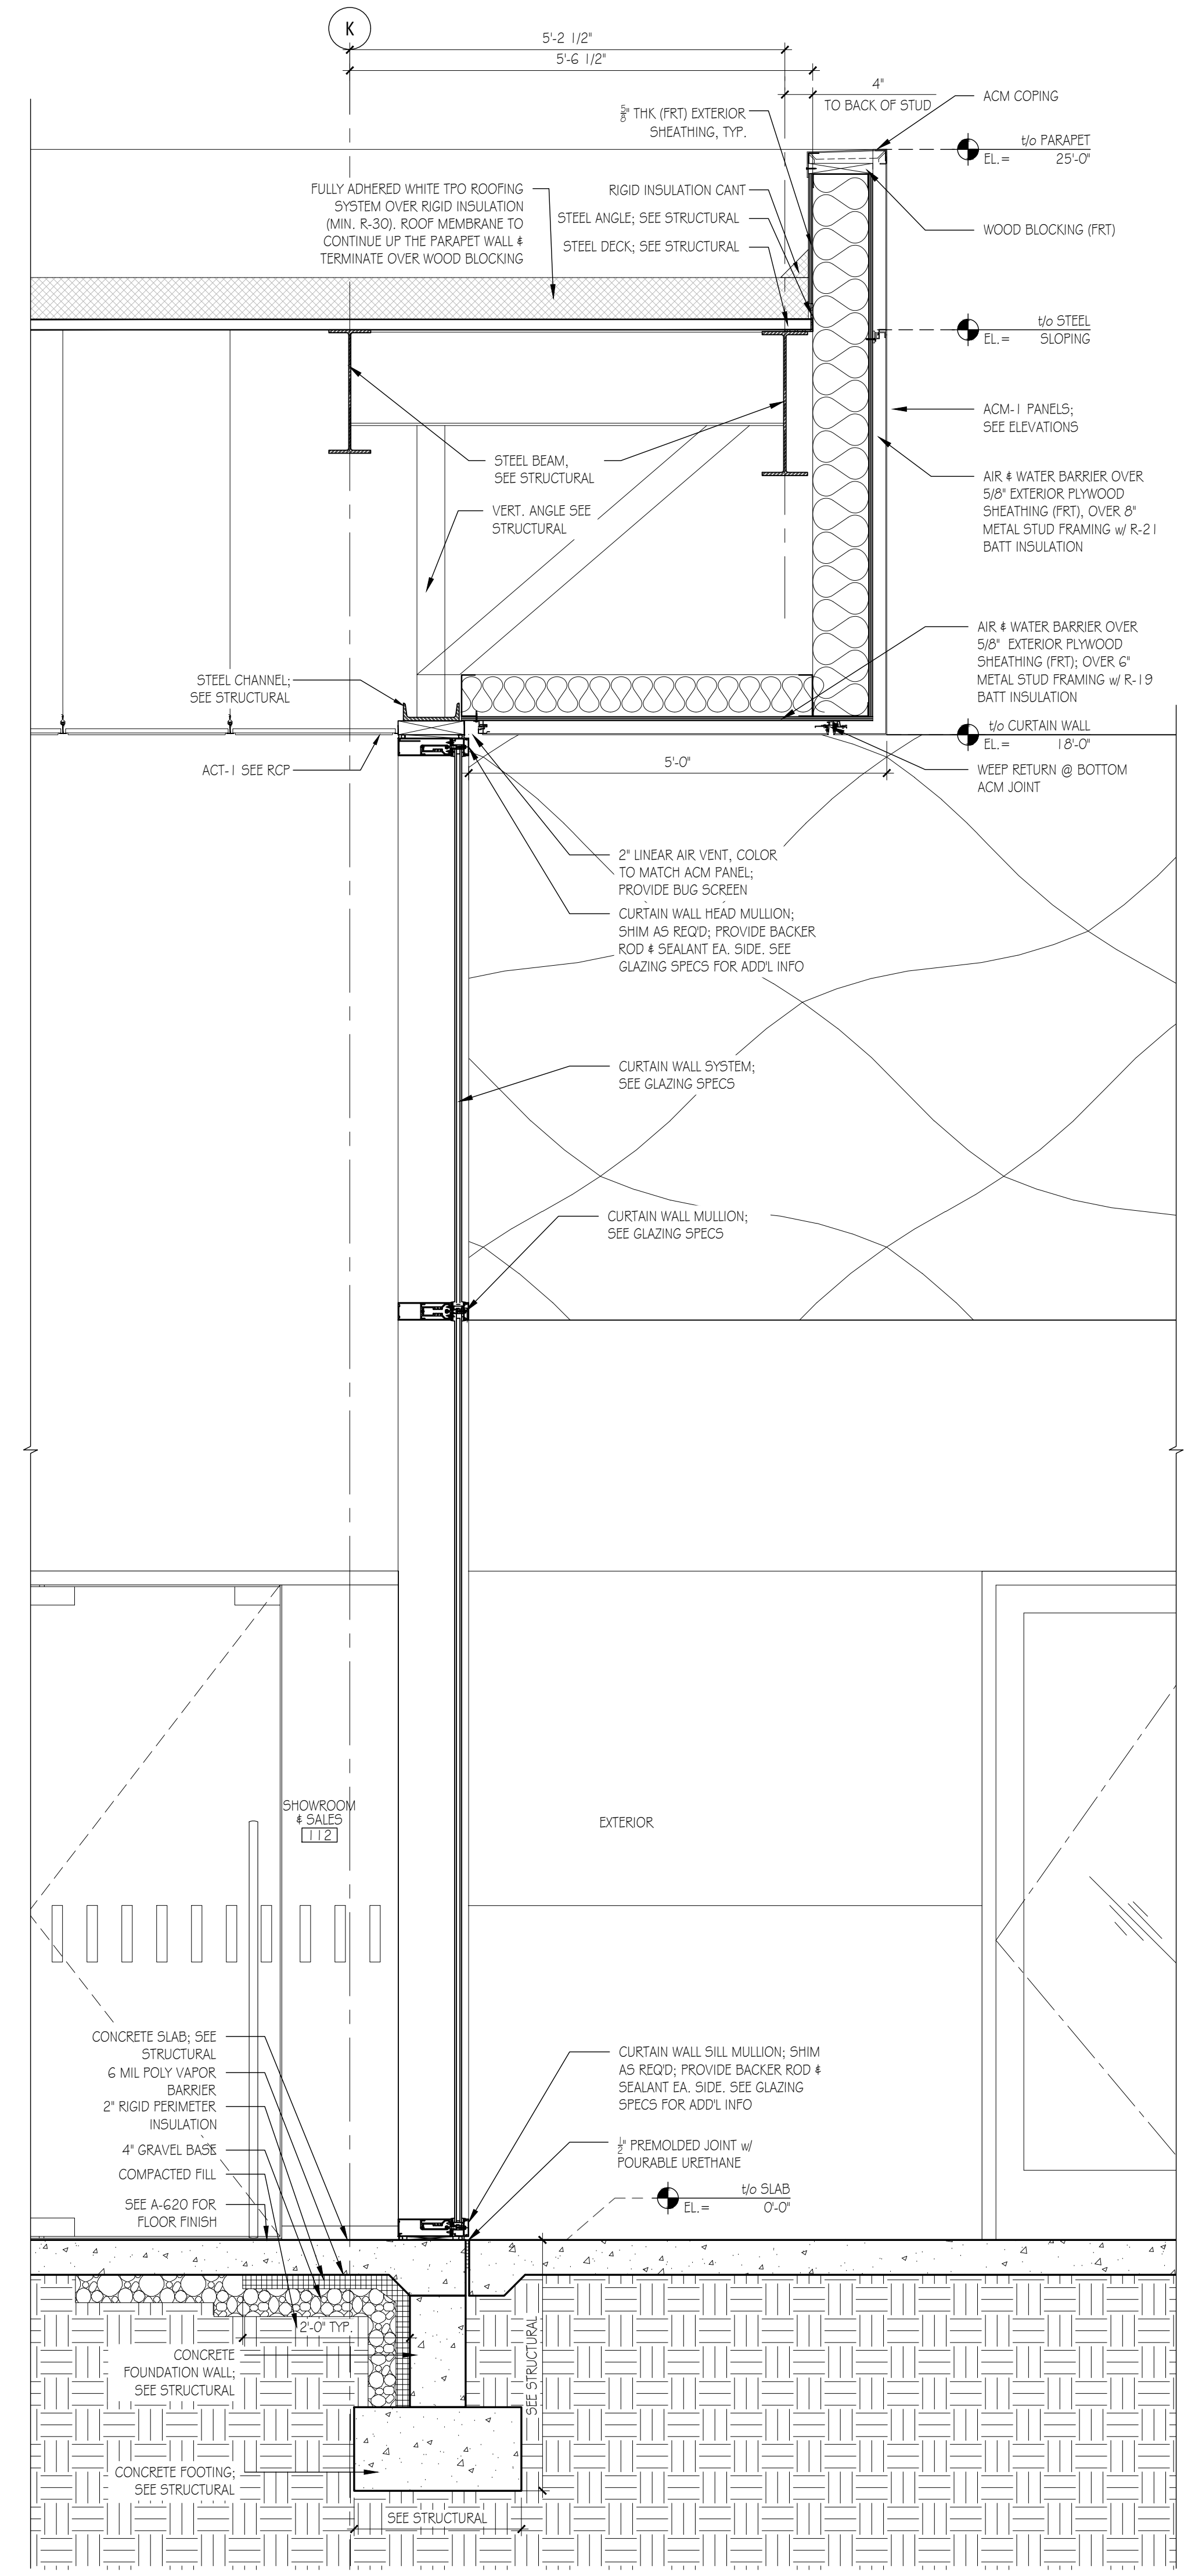 K
5'-2 1/2"
5'-6 1/2"
4"
TO BACK OF STUD
ACM COPING
5/8" THK (FRT) EXTERIOR
SHEATHING, TYP.
t/o PARAPET
EL.= 25'-0"
FULLY ADHERED WHITE TPO ROOFING
SYSTEM OVER RIGID INSULATION
(MIN. R-30). ROOF MEMBRANE TO
CONTINUE UP THE PARAPET WALL &
TERMINATE OVER WOOD BLOCKING
RIGID INSULATION CANT
STEEL ANGLE; SEE STRUCTURAL
STEEL DECK; SEE STRUCTURAL
WOOD BLOCKING (FRT)
t/o STEEL
EL.= SLOPING
ACM-1 PANELS;
SEE ELEVATIONS
STEEL BEAM,
SEE STRUCTURAL
AIR & WATER BARRIER OVER
5/8" EXTERIOR PLYWOOD
SHEATHING (FRT), OVER 8"
METAL STUD FRAMING w/ R-21
BATT INSULATION
VERT. ANGLE SEE
STRUCTURAL
AIR & WATER BARRIER OVER
5/8" EXTERIOR PLYWOOD
SHEATHING (FRT); OVER 6"
METAL STUD FRAMING w/ R-19
BATT INSULATION
STEEL CHANNEL;
SEE STRUCTURAL
t/o CURTAIN WALL
EL.= 18'-0"
ACT-1 SEE RCP
5'-0"
WEEP RETURN @ BOTTOM
ACM JOINT
2" LINEAR AIR VENT, COLOR
TO MATCH ACM PANEL;
PROVIDE BUG SCREEN
CURTAIN WALL HEAD MULLION;
SHIM AS REQ'D; PROVIDE BACKER
ROD & SEALANT EA. SIDE. SEE
GLAZING SPECS FOR ADD'L INFO
CURTAIN WALL SYSTEM;
SEE GLAZING SPECS
CURTAIN WALL MULLION;
SEE GLAZING SPECS
SHOWROOM
& SALES
112
EXTERIOR
CONCRETE SLAB; SEE
STRUCTURAL
6 MIL POLY VAPOR
BARRIER
2" RIGID PERIMETER
INSULATION
4" GRAVEL BASE
COMPACTED FILL
SEE A-620 FOR
FLOOR FINISH
CURTAIN WALL SILL MULLION; SHIM
AS REQ'D; PROVIDE BACKER ROD &
SEALANT EA. SIDE. SEE GLAZING
SPECS FOR ADD'L INFO
1/2" PREMOLDED JOINT w/
POURABLE URETHANE
t/o SLAB
EL.= 0'-0"
2'-0" TYP.
CONCRETE
FOUNDATION WALL;
SEE STRUCTURAL
SEE STRUCTURAL
CONCRETE FOOTING;
SEE STRUCTURAL
SEE STRUCTURAL